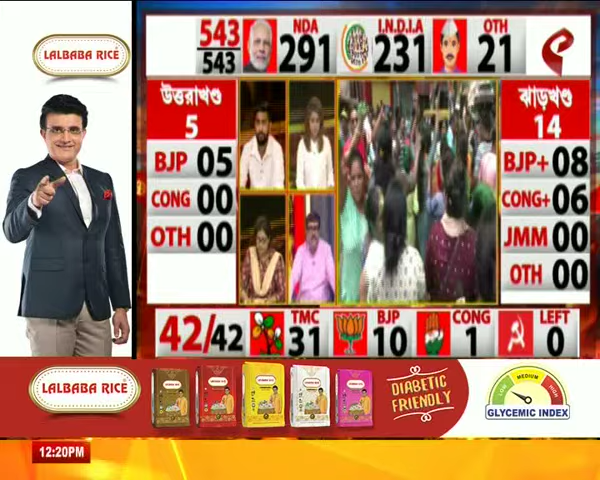 LALBABA RICE
543 NDA I.N.D.I.A OTH
543 291 231 21
উত্তরাখণ্ড
5
BJP 05
CONG 00
OTH 00
ঝাড়খণ্ড
14
BJP+ 08
CONG+ 06
JMM 00
OTH 00
42/42 TMC 31 BJP 10 CONG 1 LEFT 0
LALBABA RICE
DIABETIC
FRIENDLY
LOW MEDIUM HIGH
GLYCEMIC INDEX
12:20PM